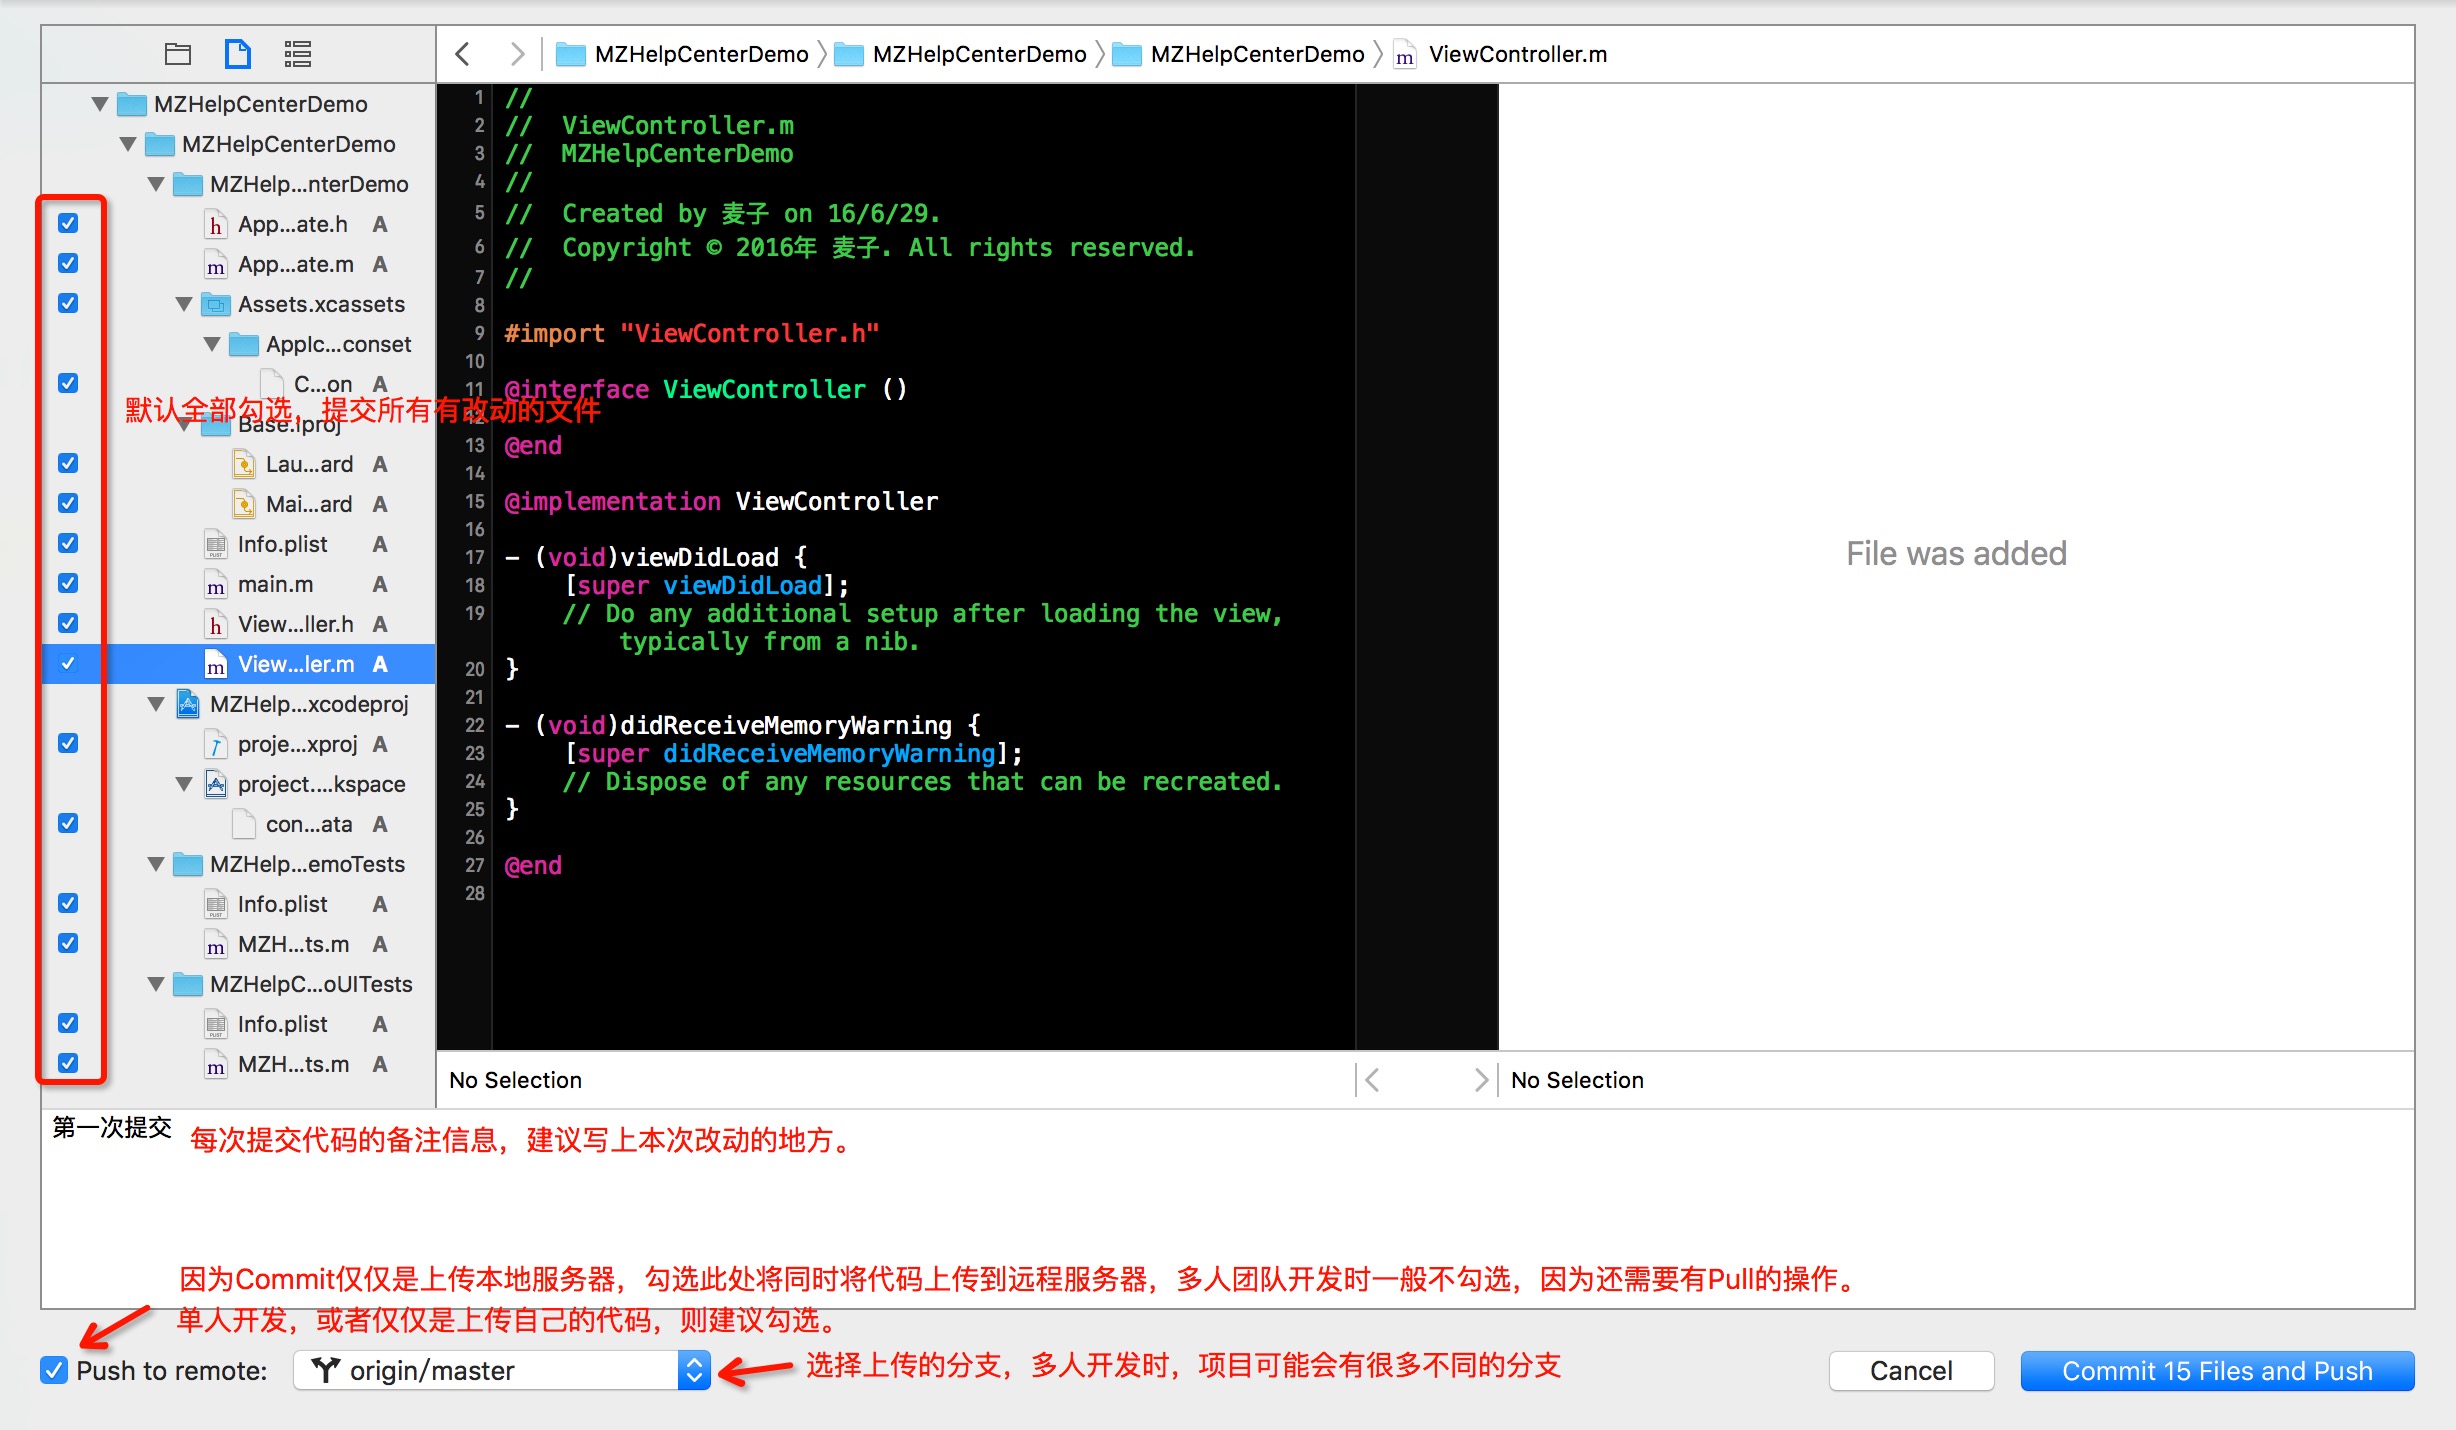 MZHelpCenterDemo 〉 MZHelpCenterDemo 〉 MZHelpCenterDemo 〉 m ViewController.m
MZHelpCenterDemo
MZHelpCenterDemo
MZHelp...nterDemo
h App...ate.h A
m App...ate.m A
Assets.xcassets
AppIc...conset
C...on A
默认全部勾选，提交所有有改动的文件
Base.lproj
Lau...ard A
Mai...ard A
Info.plist A
m main.m A
h View...ller.h A
m View...ler.m A
MZHelp...xcodeproj
proje...xproj A
project....kspace
con...ata A
MZHelp...emoTests
Info.plist A
m MZH...ts.m A
MZHelpC...oUITests
Info.plist A
m MZH...ts.m A
1 //
2 //  ViewController.m
3 //  MZHelpCenterDemo
4 //
5 //  Created by 麦子 on 16/6/29.
6 //  Copyright © 2016年 麦子. All rights reserved.
7 //
8
9 #import "ViewController.h"
10
11 @interface ViewController ()
12
13 @end
14
15 @implementation ViewController
16
17 - (void)viewDidLoad {
18     [super viewDidLoad];
19     // Do any additional setup after loading the view,
typically from a nib.
20 }
21
22 - (void)didReceiveMemoryWarning {
23     [super didReceiveMemoryWarning];
24     // Dispose of any resources that can be recreated.
25 }
26
27 @end
28
File was added
No Selection
No Selection
第一次提交
每次提交代码的备注信息，建议写上本次改动的地方。
因为Commit仅仅是上传本地服务器，勾选此处将同时将代码上传到远程服务器，多人团队开发时一般不勾选，因为还需要有Pull的操作。
单人开发，或者仅仅是上传自己的代码，则建议勾选。
Push to remote: origin/master
选择上传的分支，多人开发时，项目可能会有很多不同的分支
Cancel
Commit 15 Files and Push